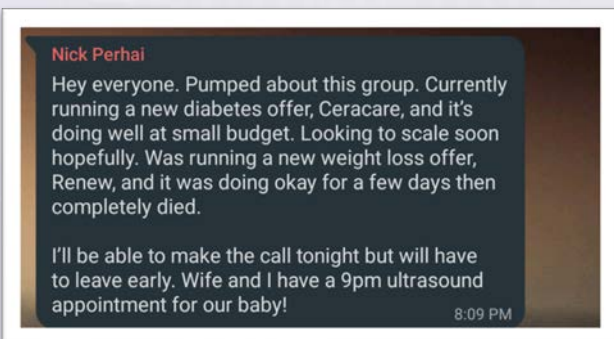 Nick Perhai
Hey everyone. Pumped about this group. Currently
running a new diabetes offer, Ceracare, and it's
doing well at small budget. Looking to scale soon
hopefully. Was running a new weight loss offer,
Renew, and it was doing okay for a few days then
completely died.
I'll be able to make the call tonight but will have
to leave early. Wife and I have a 9pm ultrasound
appointment for our baby!
8:09 PM